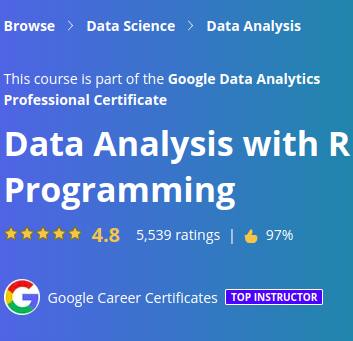 Browse > Data Science > Data Analysis
This course is part of the Google Data Analytics
Professional Certificate
Data Analysis with R
Programming
4.8 5,539 ratings | 97%
Google Career Certificates TOP INSTRUCTOR